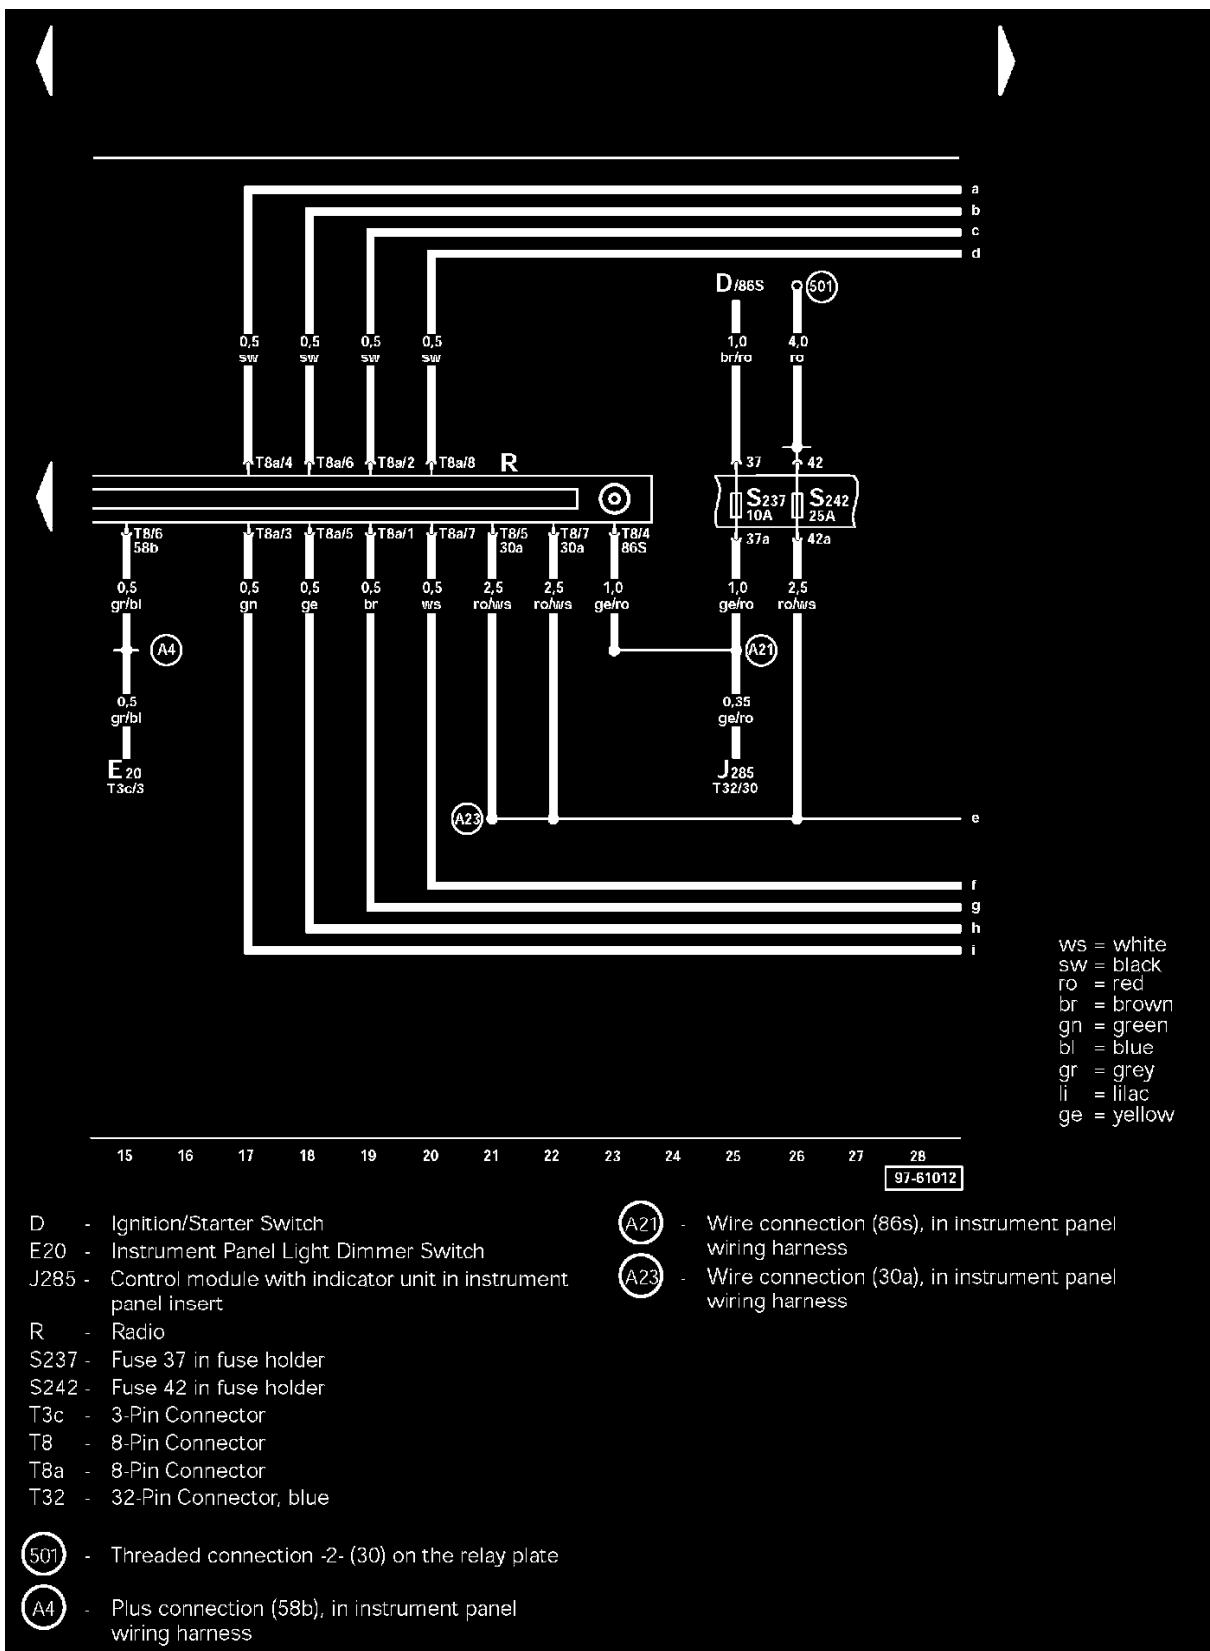 a
b
c
d
D/86S 501
0,5 0,5 0,5 0,5 1,0 4,0
sw sw sw sw br/ro ro
T8a/4 T8a/6 T8a/2 T8a/8 R 37 42
S237 S242
10A 25A
T8/6 T8a/3 T8a/5 T8a/1 T8a/7 T8/5 T8/7 T8/4 37a 42a
58b 30a 30a 86S
0,5 0,5 0,5 0,5 0,5 2,5 2,5 1,0 1,0 2,5
gr/bl gn ge br ws ro/ws ro/ws ge/ro ge/ro ro/ws
A4 A21
0,5 0,35
gr/bl ge/ro
E20 J285
T3c/3 T32/30
A23 e
f
g
h
i
ws = white
sw = black
ro = red
br = brown
gn = green
bl = blue
gr = grey
li = lilac
ge = yellow
15 16 17 18 19 20 21 22 23 24 25 26 27 28
97-61012
D - Ignition/Starter Switch
E20 - Instrument Panel Light Dimmer Switch
J285 - Control module with indicator unit in instrument
panel insert
R - Radio
S237 - Fuse 37 in fuse holder
S242 - Fuse 42 in fuse holder
T3c - 3-Pin Connector
T8 - 8-Pin Connector
T8a - 8-Pin Connector
T32 - 32-Pin Connector, blue
501 - Threaded connection -2- (30) on the relay plate
A4 - Plus connection (58b), in instrument panel
wiring harness
A21 - Wire connection (86s), in instrument panel
wiring harness
A23 - Wire connection (30a), in instrument panel
wiring harness